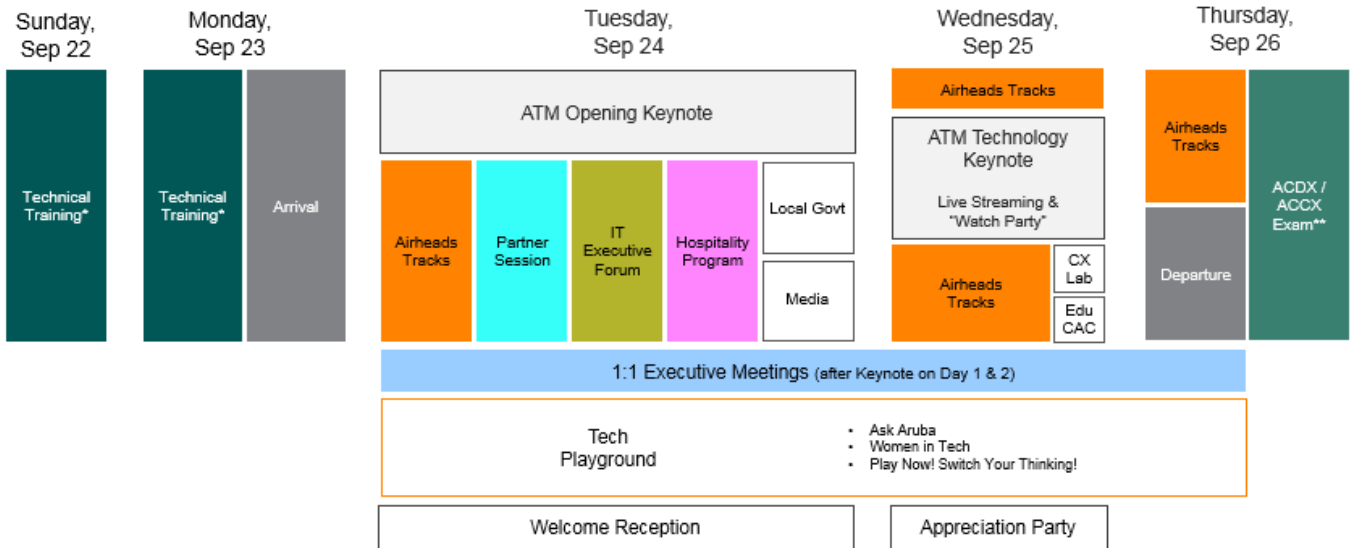 Sunday,
Sep 22
Monday,
Sep 23
Tuesday,
Sep 24
Wednesday,
Sep 25
Thursday,
Sep 26
Technical
Training*
Technical
Training*
Arrival
ATM Opening Keynote
Airheads
Tracks
Partner
Session
IT
Executive
Forum
Hospitality
Program
Local Govt
Media
Airheads Tracks
ATM Technology
Keynote
Live Streaming &
"Watch Party"
Airheads
Tracks
CX
Lab
Edu
CAC
Airheads
Tracks
Departure
ACDX /
ACCX
Exam**
1:1 Executive Meetings (after Keynote on Day 1 & 2)
Tech
Playground
• Ask Aruba
• Women in Tech
• Play Now! Switch Your Thinking!
Welcome Reception
Appreciation Party